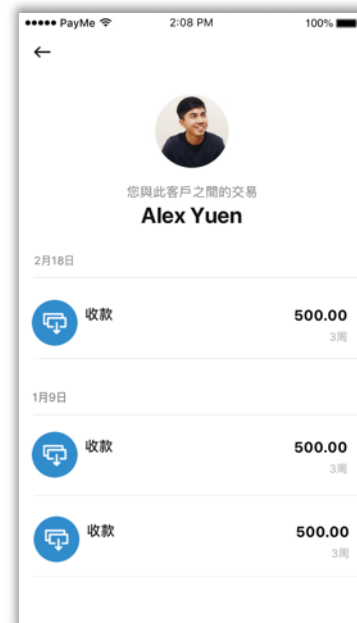 PayMe 2:08 PM 100%
您與此客戶之間的交易
Alex Yuen
2月18日
收款 500.00
3周
1月9日
收款 500.00
3周
收款 500.00
3周